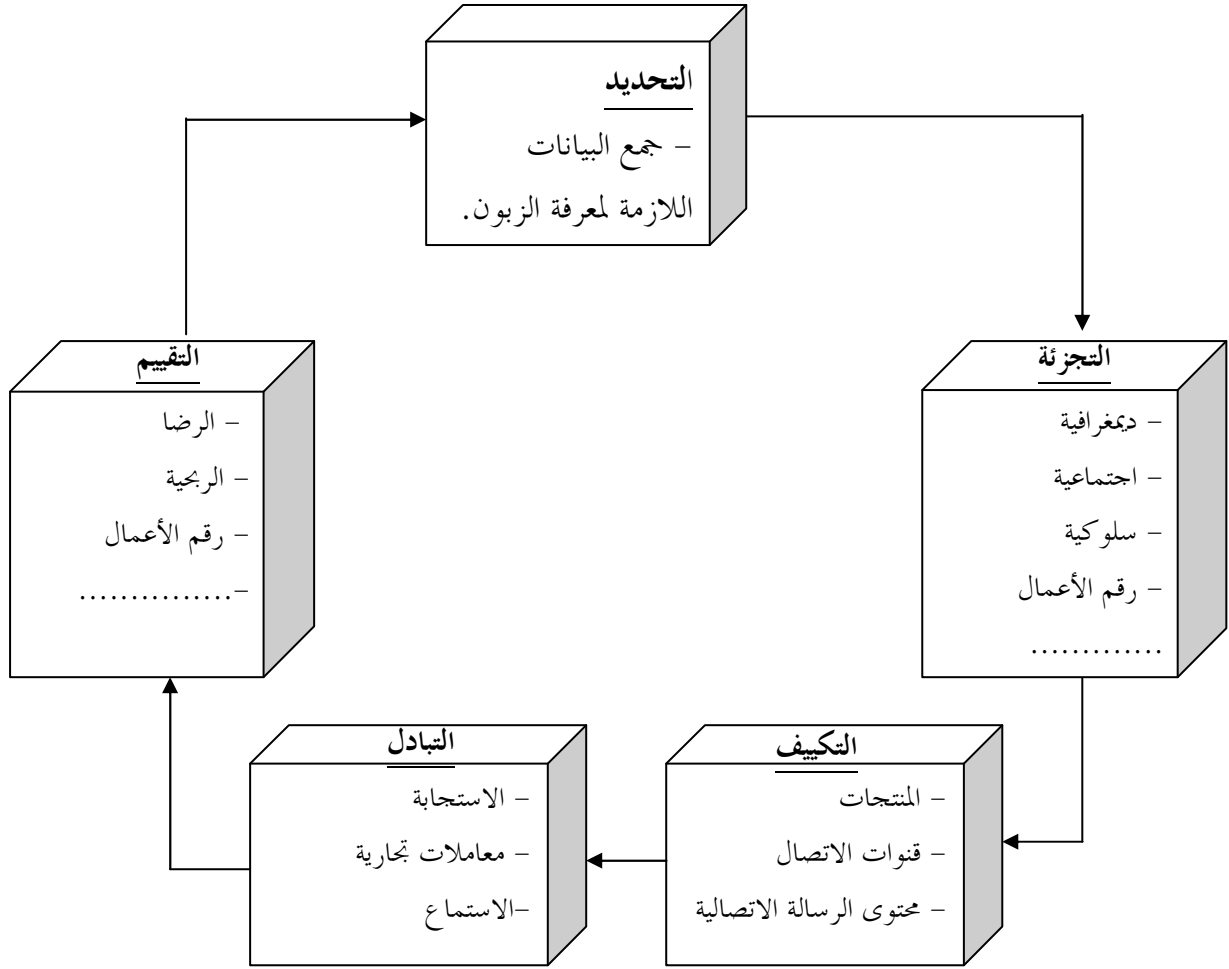 التحديد
– جمع البيانات
اللازمة لمعرفة الزبون.
التجزئة
– ديمغرافية
– اجتماعية
– سلوكية
– رقم الأعمال
.............
التكييف
– المنتجات
– قنوات الاتصال
– محتوى الرسالة الاتصالية
التبادل
– الاستجابة
– معاملات تجارية
–الاستماع
التقييم
– الرضا
– الربحية
– رقم الأعمال
–...............